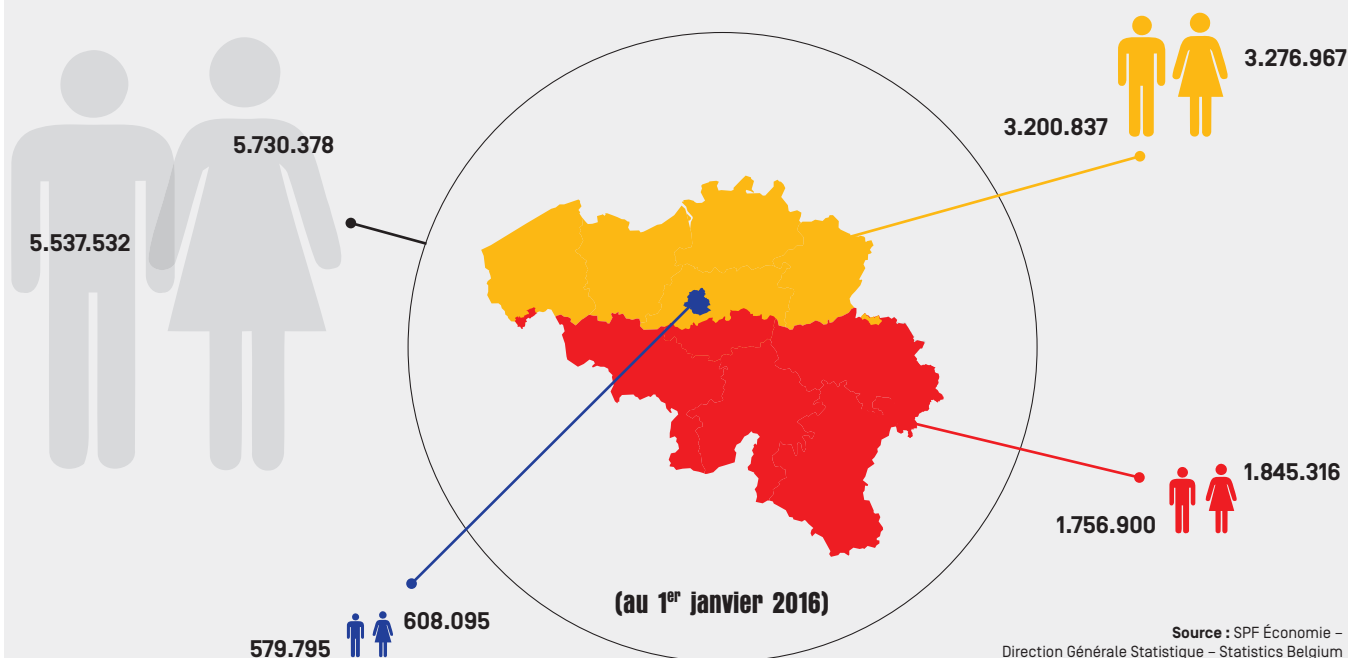 3.276.967
3.200.837
5.730.378
5.537.532
1.845.316
1.756.900
(au 1er janvier 2016)
608.095
579.795
Source : SPF Économie –
Direction Générale Statistique – Statistics Belgium